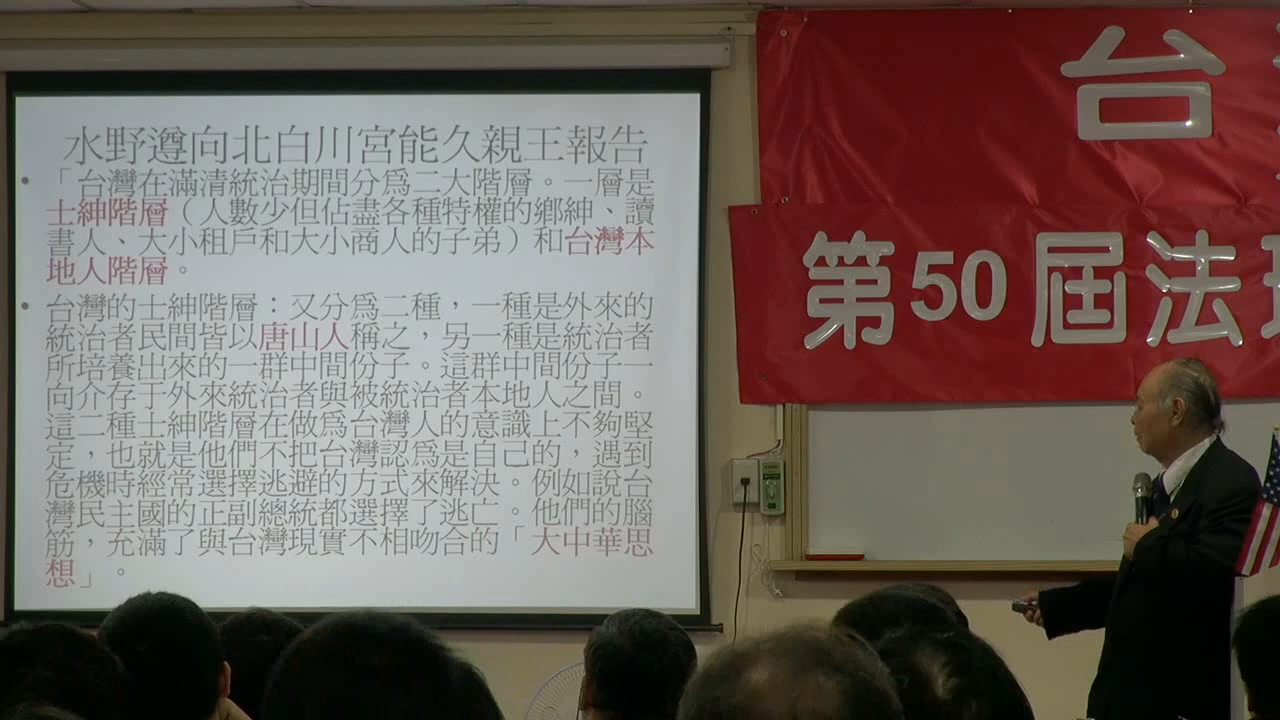 水野遵向北白川宮能久親王報告
「台灣在滿清統治期間分為二大階層。一層是
士紳階層（人數少但佔盡各種特權的鄉紳、讀
書人、大小租戶和大小商人的子弟）和台灣本
地人階層。
台灣的士紳階層：又分為二種，一種是外來的
統治者民間皆以唐山人稱之，另一種是統治者
所培養出來的一群中間份子。這群中間份子一
向介存于外來統治者與被統治者本地人之間。
這二種士紳階層在做為台灣人的意識上不夠堅
定，也就是他們不把台灣認為是自己的，遇到
危機時經常選擇逃避的方式來解決。例如說台
灣民主國的正副總統都選擇了逃亡。他們的腦
筋，充滿了與台灣現實不相吻合的「大中華思
想」。
台
第50屆法理